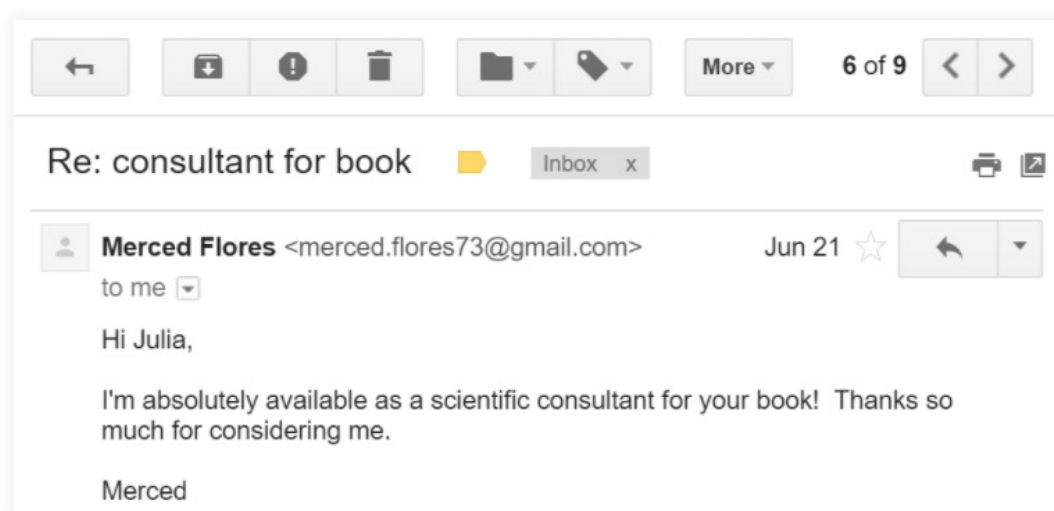 More 6 of 9
Re: consultant for book Inbox x
Merced Flores <merced.flores73@gmail.com> Jun 21
to me
Hi Julia,
I'm absolutely available as a scientific consultant for your book!  Thanks so
much for considering me.
Merced